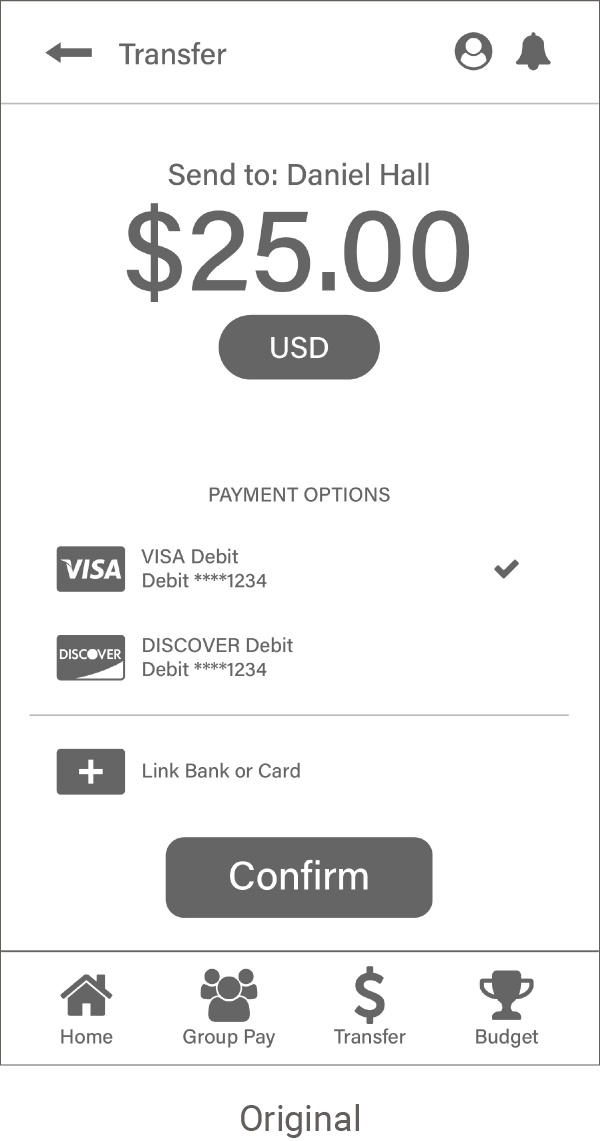 Transfer
Send to: Daniel Hall
$25.00
USD
PAYMENT OPTIONS
VISA
VISA Debit
Debit ****1234
DISCOVER
DISCOVER Debit
Debit ****1234
Link Bank or Card
Confirm
Home
Group Pay
Transfer
Budget
Original